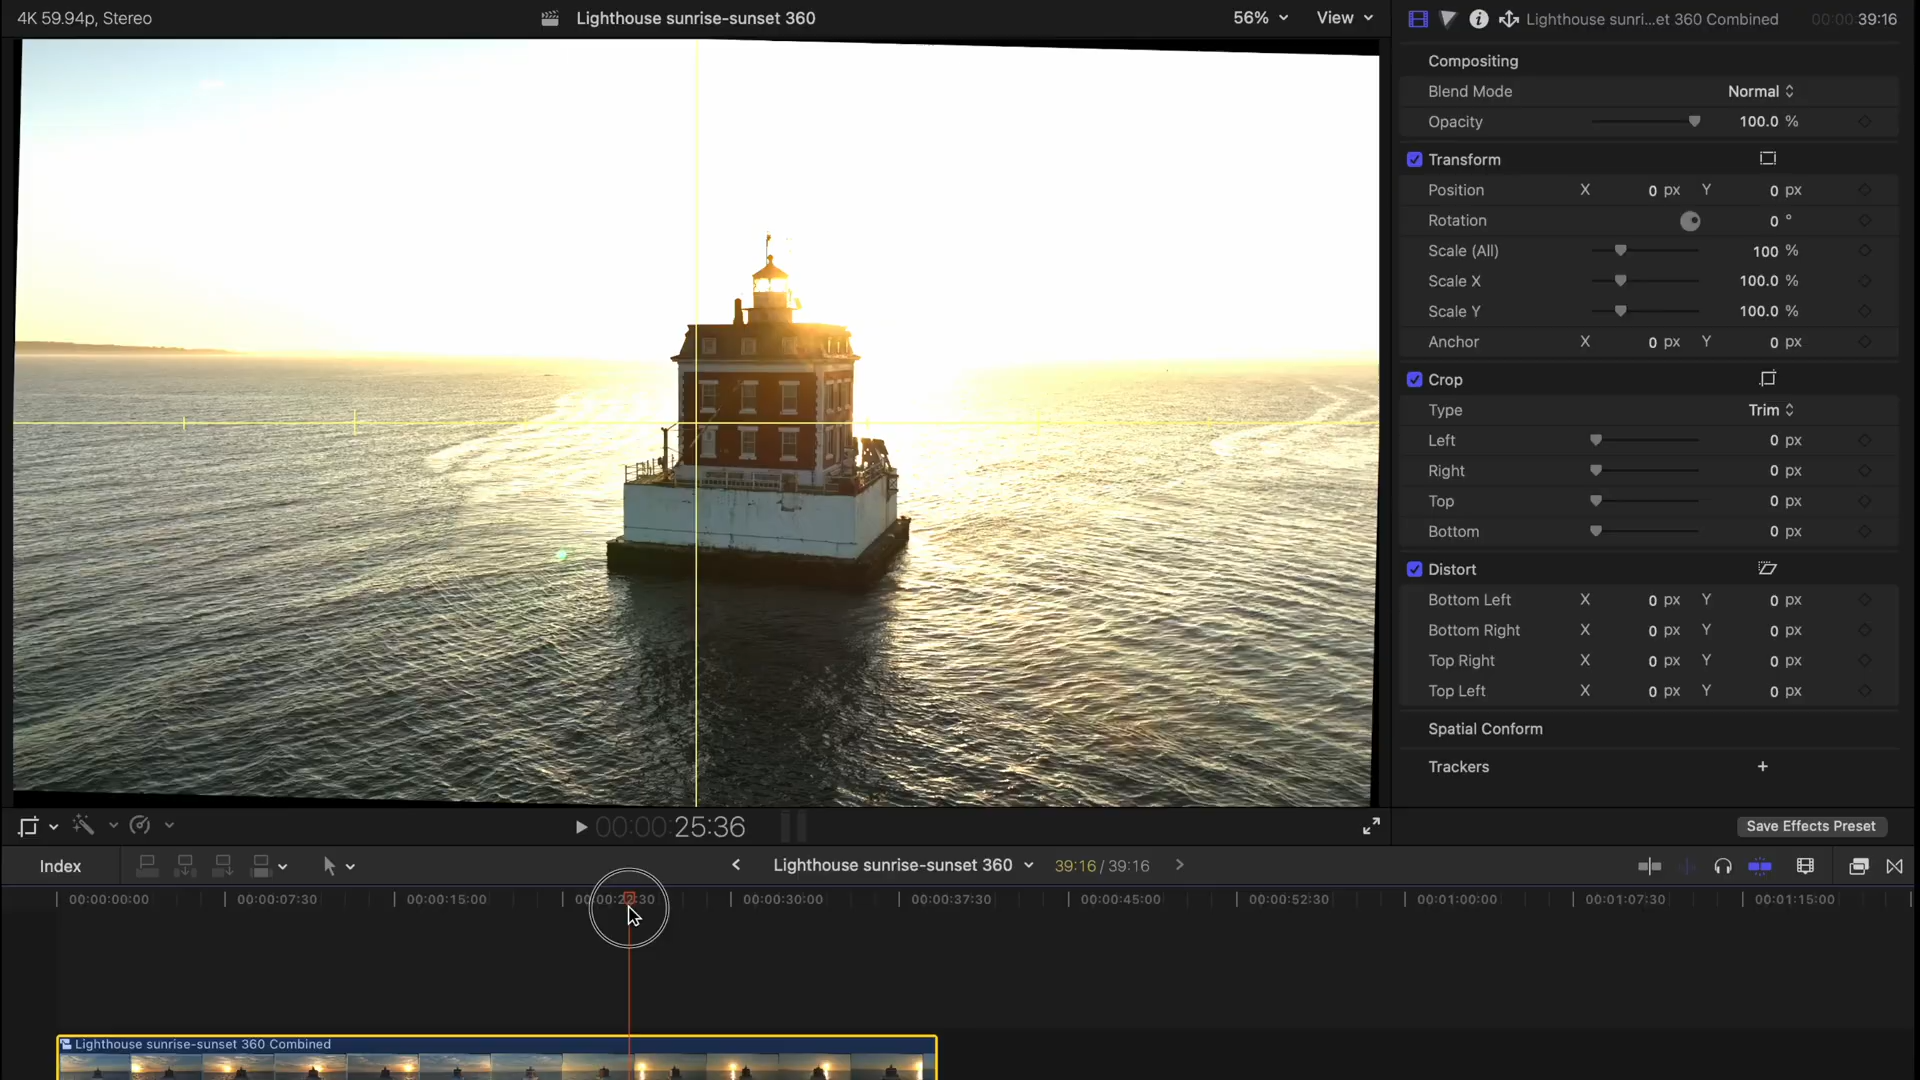 4K 59.94p, Stereo
Lighthouse sunrise-sunset 360
56%
View
Lighthouse sunri...et 360 Combined
00:00:39:16
Compositing
Blend Mode
Normal
Opacity
100.0 %
Transform
Position X 0 px Y 0 px
Rotation 0 °
Scale (All) 100 %
Scale X 100.0 %
Scale Y 100.0 %
Anchor X 0 px Y 0 px
Crop
Type Trim
Left 0 px
Right 0 px
Top 0 px
Bottom 0 px
Distort
Bottom Left X 0 px Y 0 px
Bottom Right X 0 px Y 0 px
Top Right X 0 px Y 0 px
Top Left X 0 px Y 0 px
Spatial Conform
Trackers +
00:00:25:36
Save Effects Preset
Index
Lighthouse sunrise-sunset 360
39:16 / 39:16
00:00:00:00 00:00:07:30 00:00:15:00 00:00:22:30 00:00:30:00 00:00:37:30 00:00:45:00 00:00:52:30 00:01:00:00 00:01:07:30 00:01:15:00
Lighthouse sunrise-sunset 360 Combined